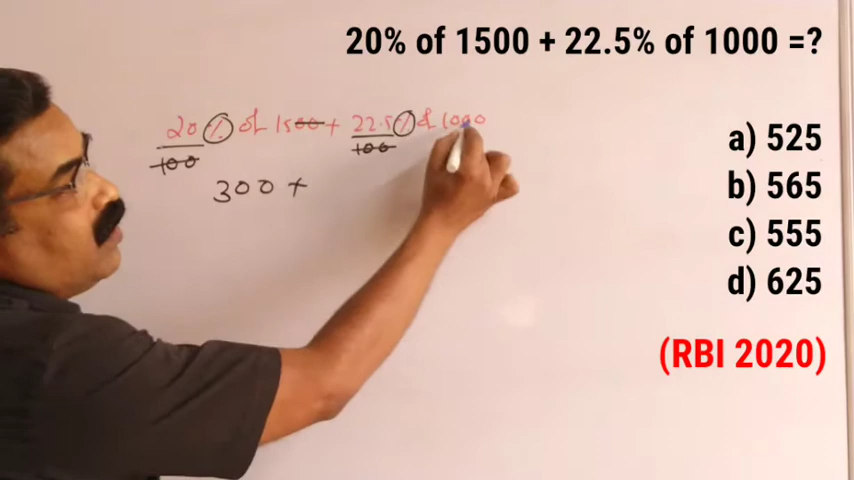 20% of 1500 + 22.5% of 1000 =?
20 % of 1500 + 22.5 % of 1000
100 100
300 +
a) 525
b) 565
c) 555
d) 625
(RBI 2020)